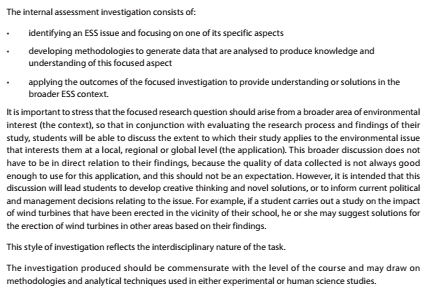 The internal assessment investigation consists of:
• identifying an ESS issue and focusing on one of its specific aspects
• developing methodologies to generate data that are analysed to produce knowledge and
understanding of this focused aspect
• applying the outcomes of the focused investigation to provide understanding or solutions in the
broader ESS context.
It is important to stress that the focused research question should arise from a broader area of environmental
interest (the context), so that in conjunction with evaluating the research process and findings of their
study, students will be able to discuss the extent to which their study applies to the environmental issue
that interests them at a local, regional or global level (the application). This broader discussion does not
have to be in direct relation to their findings, because the quality of data collected is not always good
enough to use for this application, and this should not be an expectation. However, it is intended that this
discussion will lead students to develop creative thinking and novel solutions, or to inform current political
and management decisions relating to the issue. For example, if a student carries out a study on the impact
of wind turbines that have been erected in the vicinity of their school, he or she may suggest solutions for
the erection of wind turbines in other areas based on their findings.
This style of investigation reflects the interdisciplinary nature of the task.
The investigation produced should be commensurate with the level of the course and may draw on
methodologies and analytical techniques used in either experimental or human science studies.